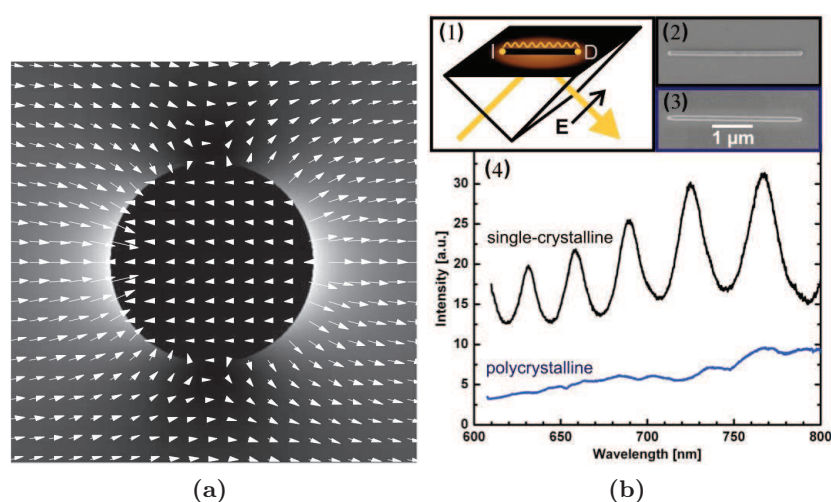 (1)
I
D
E
(2)
(3)
1 µm
(4)
30
25
20
15
10
5
0
Intensity [a.u.]
single-crystalline
polycrystalline
600
650
700
750
800
Wavelength [nm]
(a)
(b)